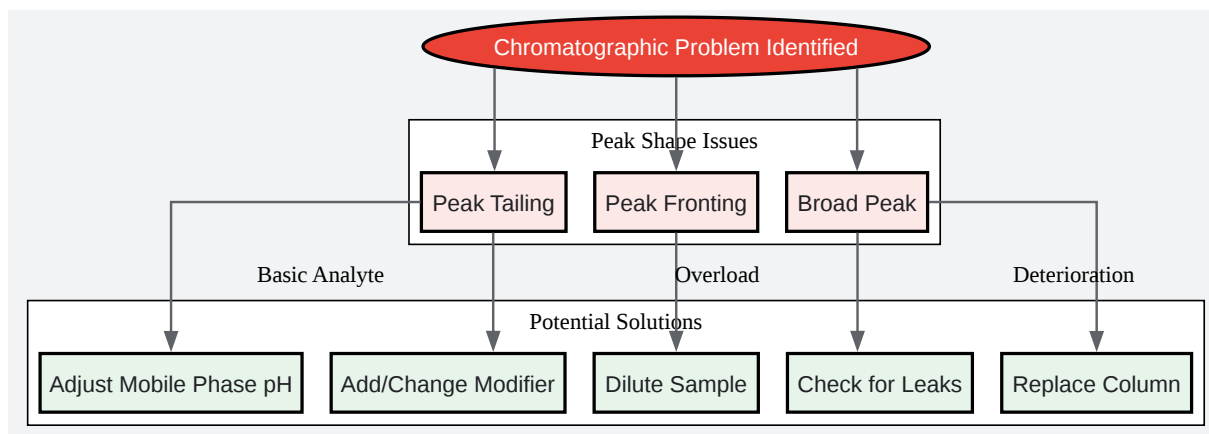 Chromatographic Problem Identified
Peak Shape Issues
Peak Tailing
Peak Fronting
Broad Peak
Basic Analyte
Overload
Deterioration
Potential Solutions
Adjust Mobile Phase pH
Add/Change Modifier
Dilute Sample
Check for Leaks
Replace Column